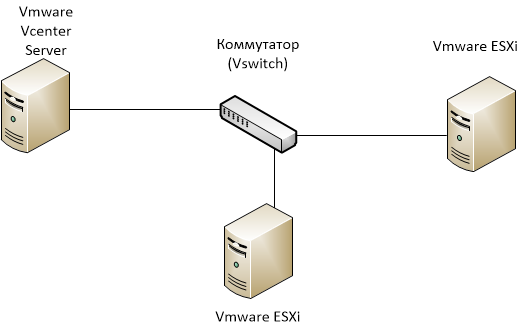 Vmware
Vcenter
Server
Коммутатор
(Vswitch)
Vmware ESXi
Vmware ESXi